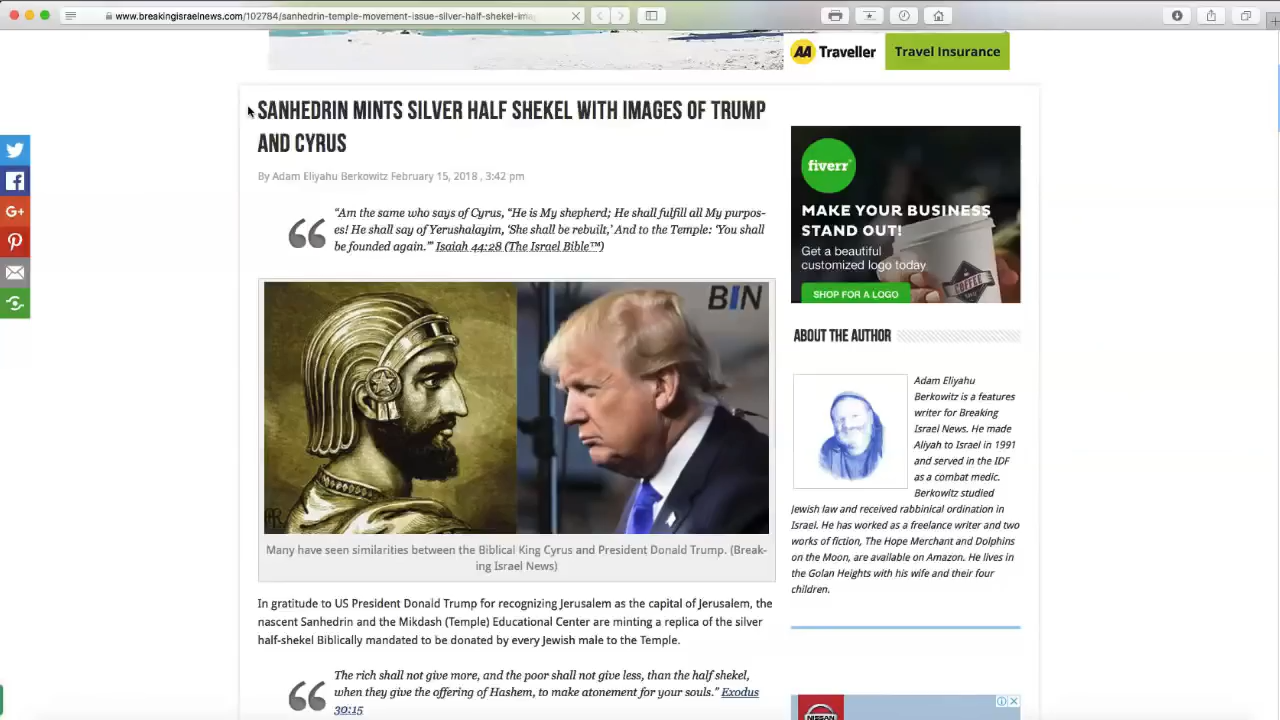 www.breakingisraelnews.com/102784/sanhedrin-temple-movement-issue-silver-half-shekel-ima
AA Traveller
Travel Insurance
SANHEDRIN MINTS SILVER HALF SHEKEL WITH IMAGES OF TRUMP
AND CYRUS
By Adam Eliyahu Berkowitz February 15, 2018 , 3:42 pm
“Am the same who says of Cyrus, “He is My shepherd; He shall fulfill all My purpos-
es! He shall say of Yerushalayim, ‘She shall be rebuilt,’ And to the Temple: ‘You shall
be founded again.’” Isaiah 44:28 (The Israel Bible™)
BIN
Many have seen similarities between the Biblical King Cyrus and President Donald Trump. (Break-
ing Israel News)
In gratitude to US President Donald Trump for recognizing Jerusalem as the capital of Jerusalem, the
nascent Sanhedrin and the Mikdash (Temple) Educational Center are minting a replica of the silver
half-shekel Biblically mandated to be donated by every Jewish male to the Temple.
The rich shall not give more, and the poor shall not give less, than the half shekel,
when they give the offering of Hashem, to make atonement for your souls.” Exodus
30:15
fiverr
MAKE YOUR BUSINESS
STAND OUT!
Get a beautiful
customized logo today
COFFEE
SHOP FOR A LOGO
ABOUT THE AUTHOR
Adam Eliyahu
Berkowitz is a features
writer for Breaking
Israel News. He made
Aliyah to Israel in 1991
and served in the IDF
as a combat medic.
Berkowitz studied
Jewish law and received rabbinical ordination in
Israel. He has worked as a freelance writer and two
works of fiction, The Hope Merchant and Dolphins
on the Moon, are available on Amazon. He lives in
the Golan Heights with his wife and their four
children.
NISSAN